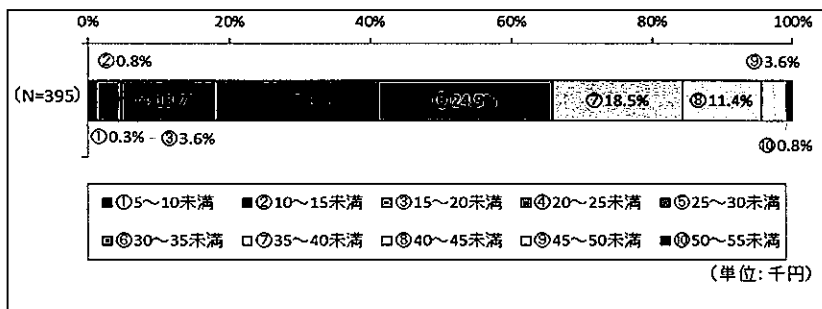 0% 20% 40% 60% 80% 100%
②0.8% ⑨3.6%
(N=395)
⑥24.9% ⑦18.5% ⑧11.4%
①0.3% ③3.6% ⑩0.8%
①5～10未満 ②10～15未満 ③15～20未満 ④20～25未満 ⑤25～30未満
⑥30～35未満 ⑦35～40未満 ⑧40～45未満 ⑨45～50未満 ⑩50～55未満
(単位:千円)